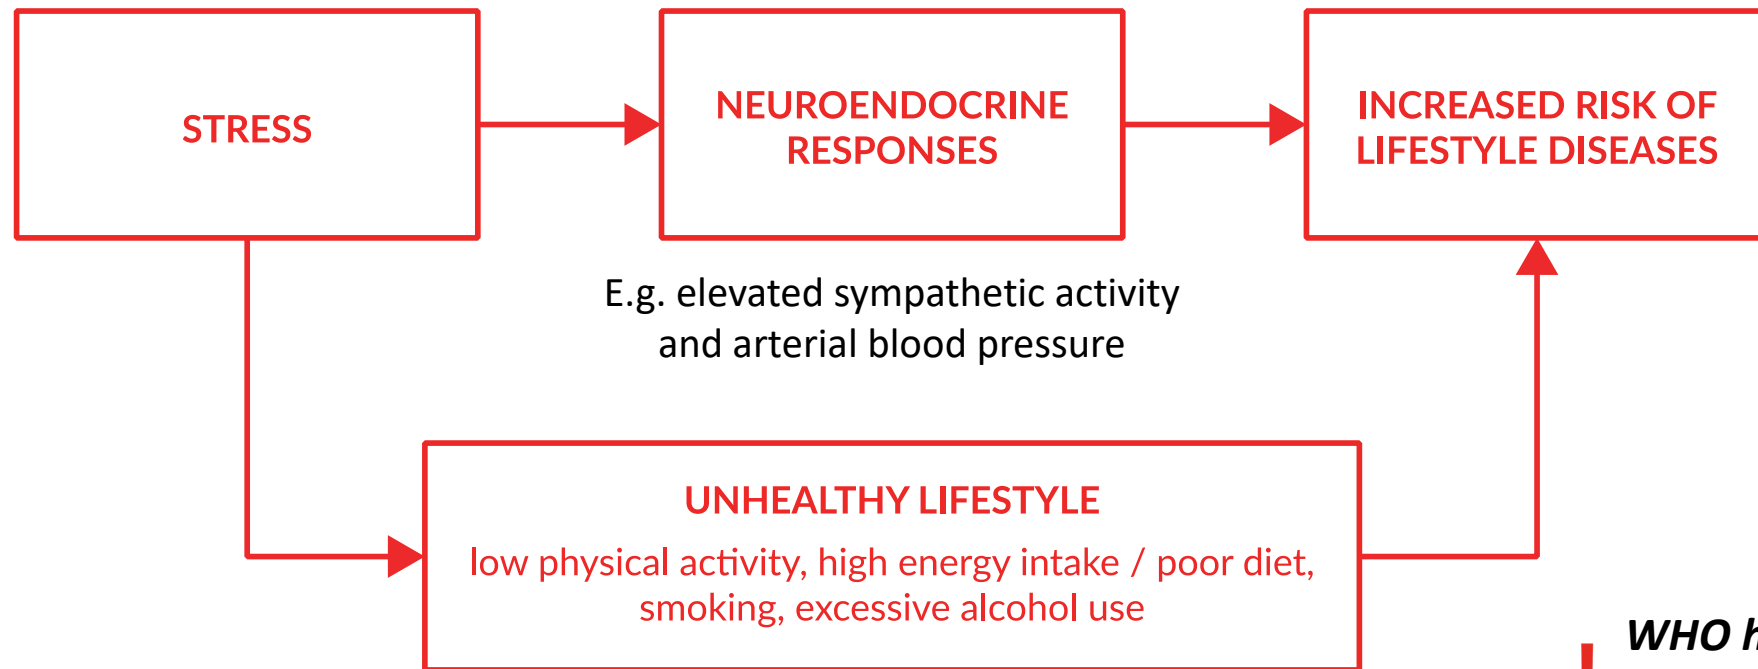 STRESS
NEUROENDOCRINE
RESPONSES
INCREASED RISK OF
LIFESTYLE DISEASES
E.g. elevated sympathetic activity
and arterial blood pressure
UNHEALTHY LIFESTYLE
low physical activity, high energy intake / poor diet,
smoking, excessive alcohol use
WHO